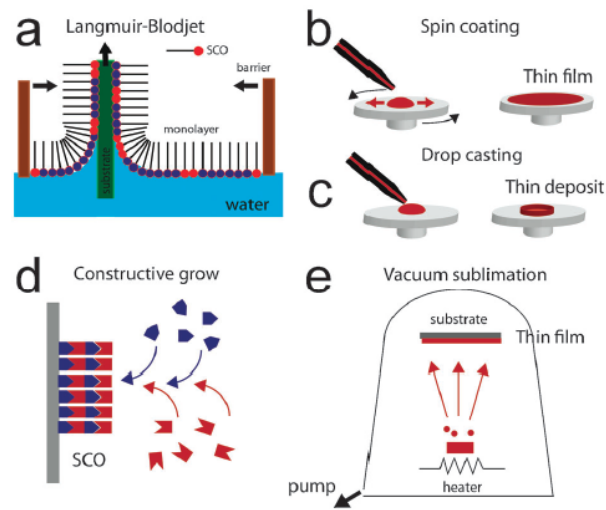 a
Langmuir-Blodjet
SCO
barrier
monolayer
substrate
water
b
Spin coating
Thin film
Drop casting
c
Thin deposit
d
Constructive grow
SCO
e
Vacuum sublimation
substrate
Thin film
heater
pump